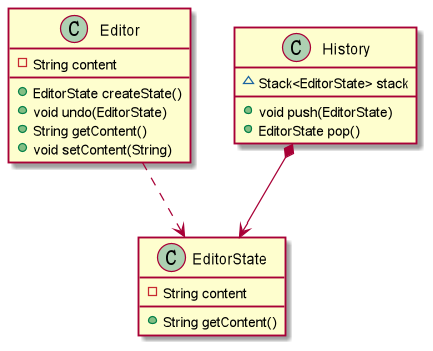 C Editor
String content
EditorState createState()
void undo(EditorState)
String getContent()
void setContent(String)
C History
Stack<EditorState> stack
void push(EditorState)
EditorState pop()
C EditorState
String content
String getContent()